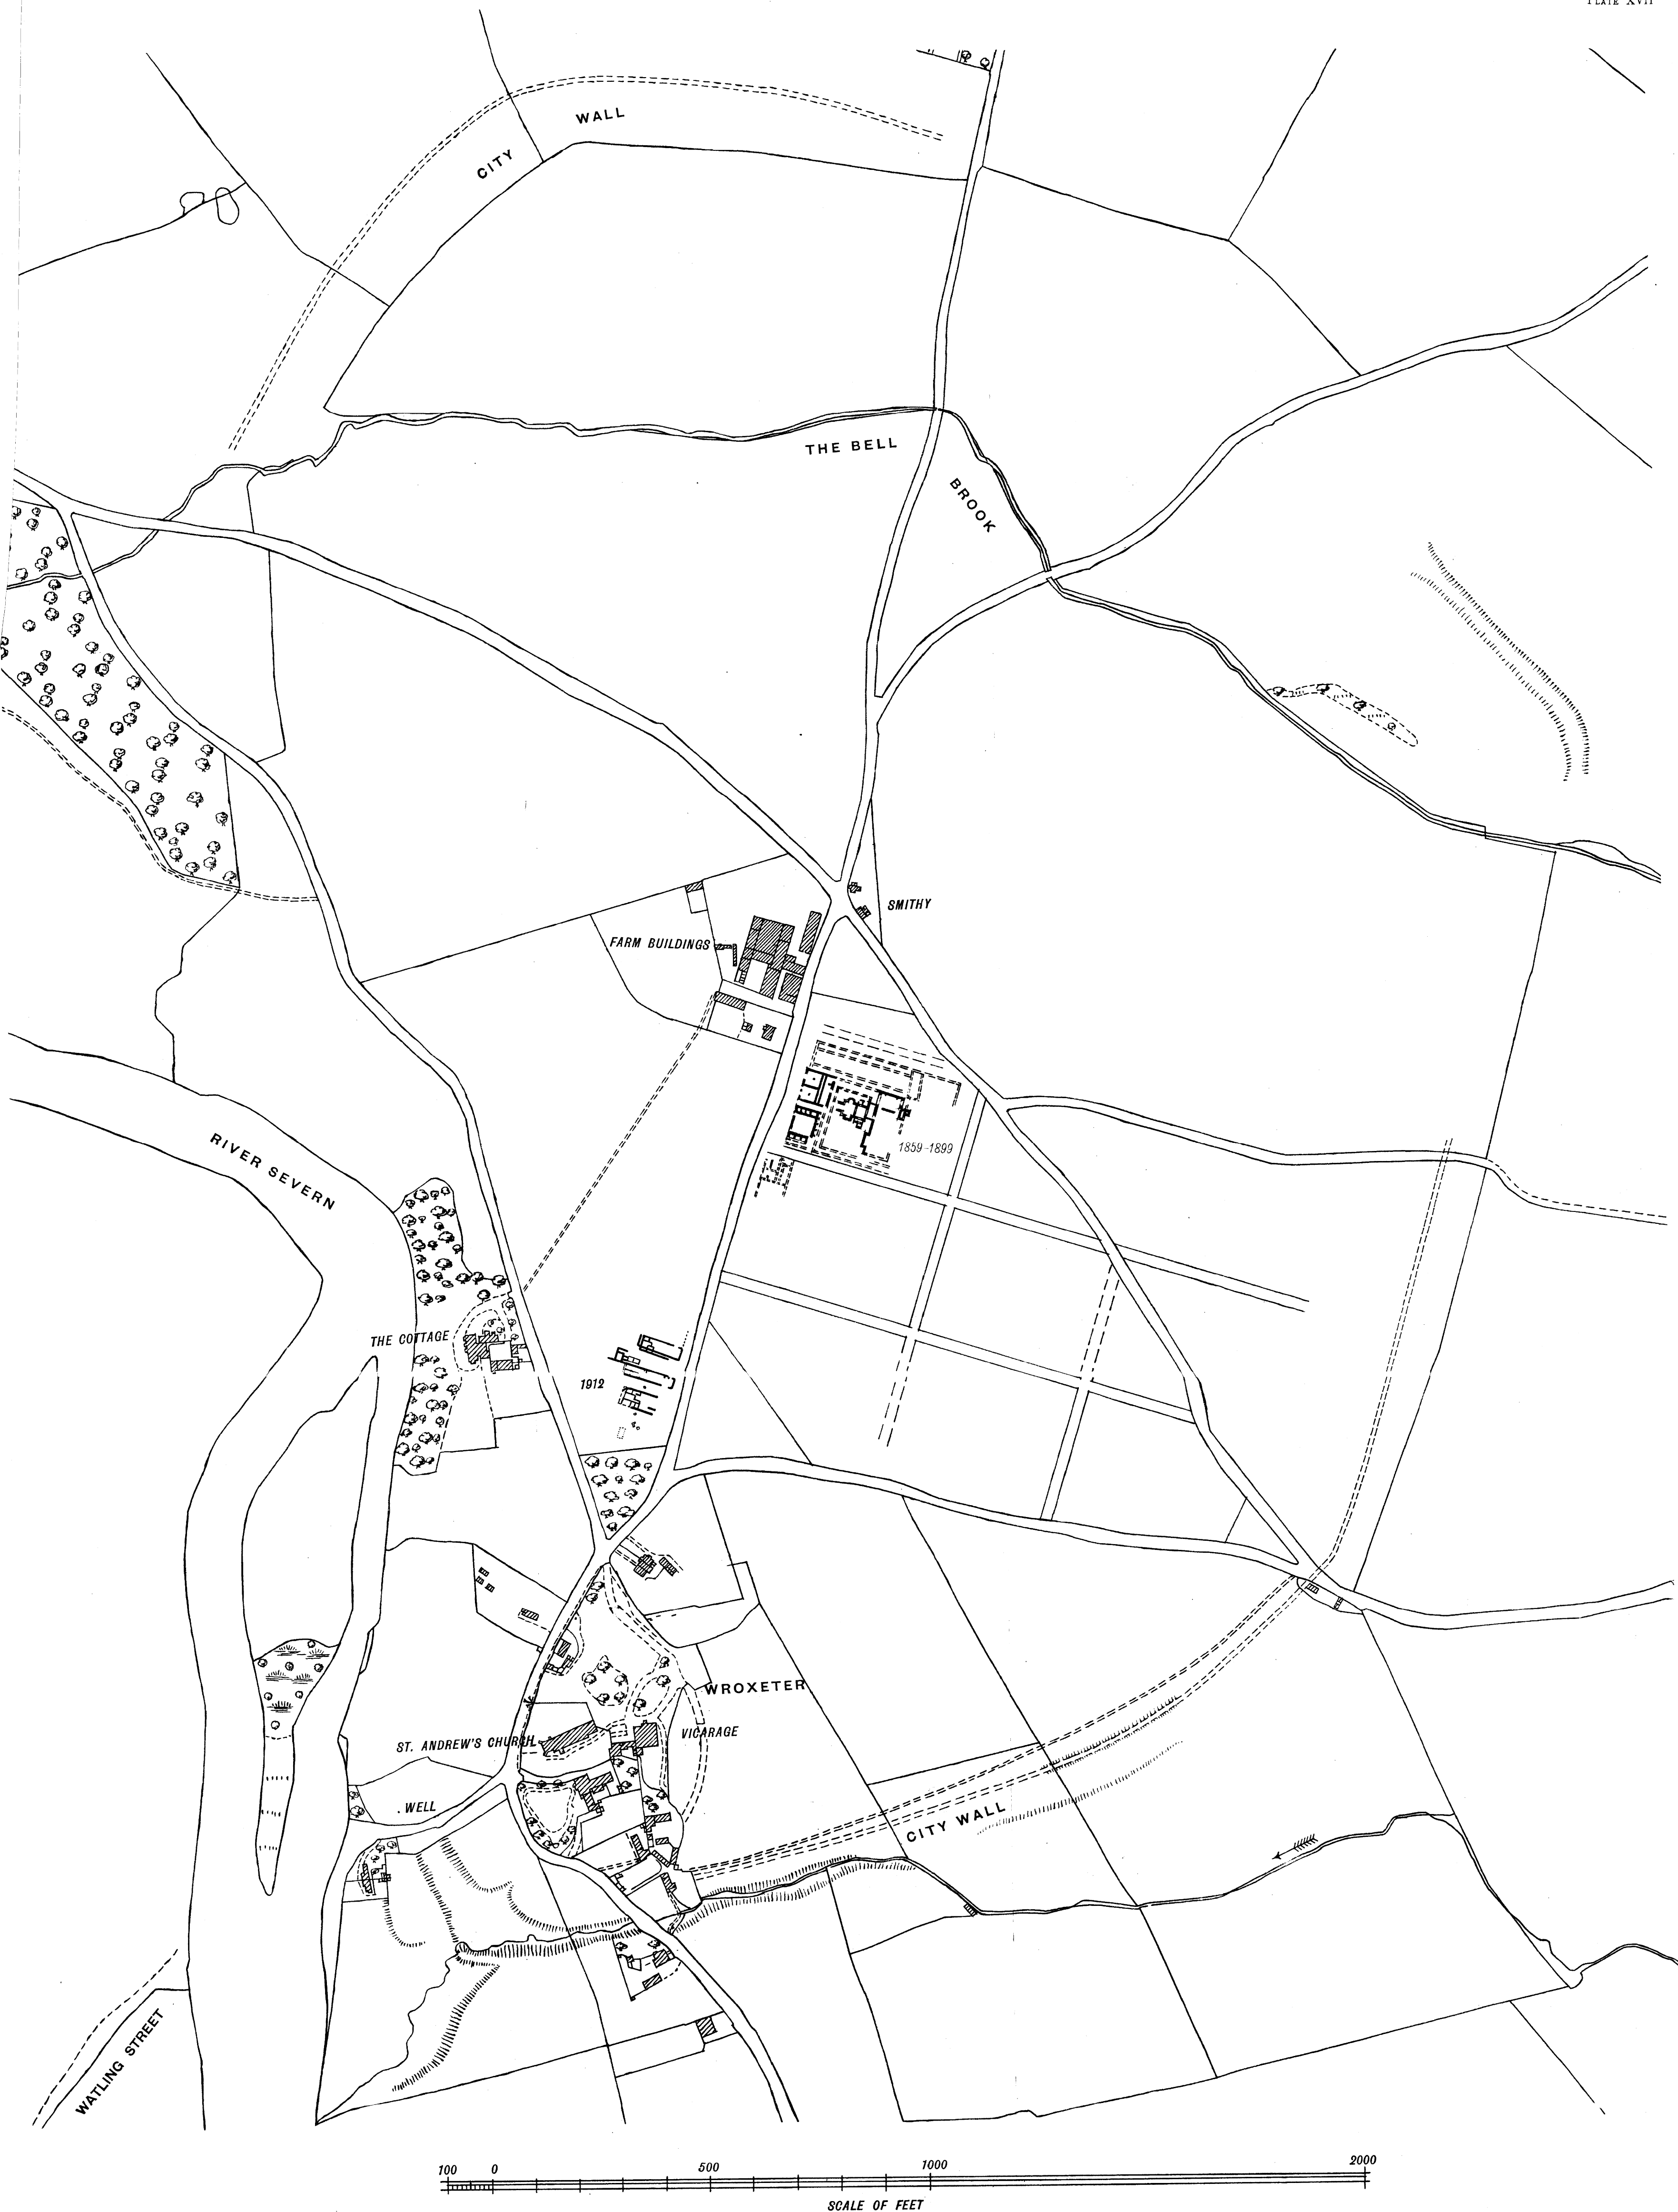 PLATE XVII
WALL
CITY
THE BELL
BROOK
SMITHY
FARM BUILDINGS
1859-1899
RIVER SEVERN
THE COTTAGE
1912
WROXETER
ST. ANDREW'S CHURCH
VICARAGE
. WELL
CITY WALL
WATLING STREET
100 0 500 1000 2000
SCALE OF FEET